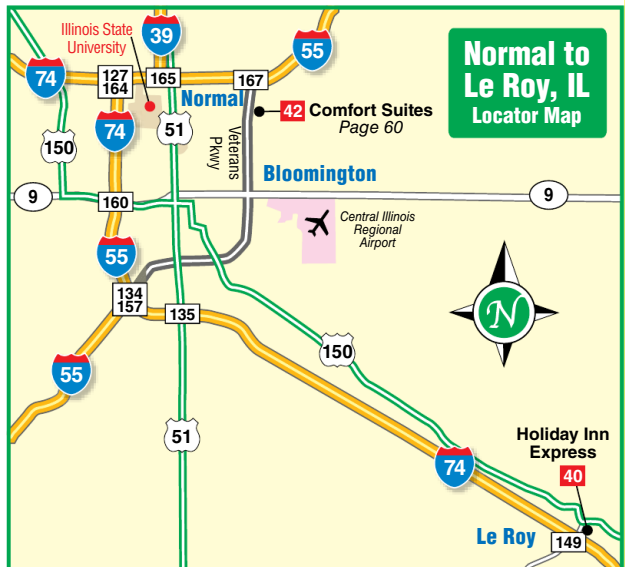 Normal to
Le Roy, IL
Locator Map
Illinois State
University
39
55
74
127
164
165
167
Normal
42 Comfort Suites
Page 60
74
51
150
Veterans
Pkwy
Bloomington
9
160
9
Central Illinois
Regional
Airport
55
134
157
135
N
150
55
51
Holiday Inn
Express
40
74
Le Roy
149